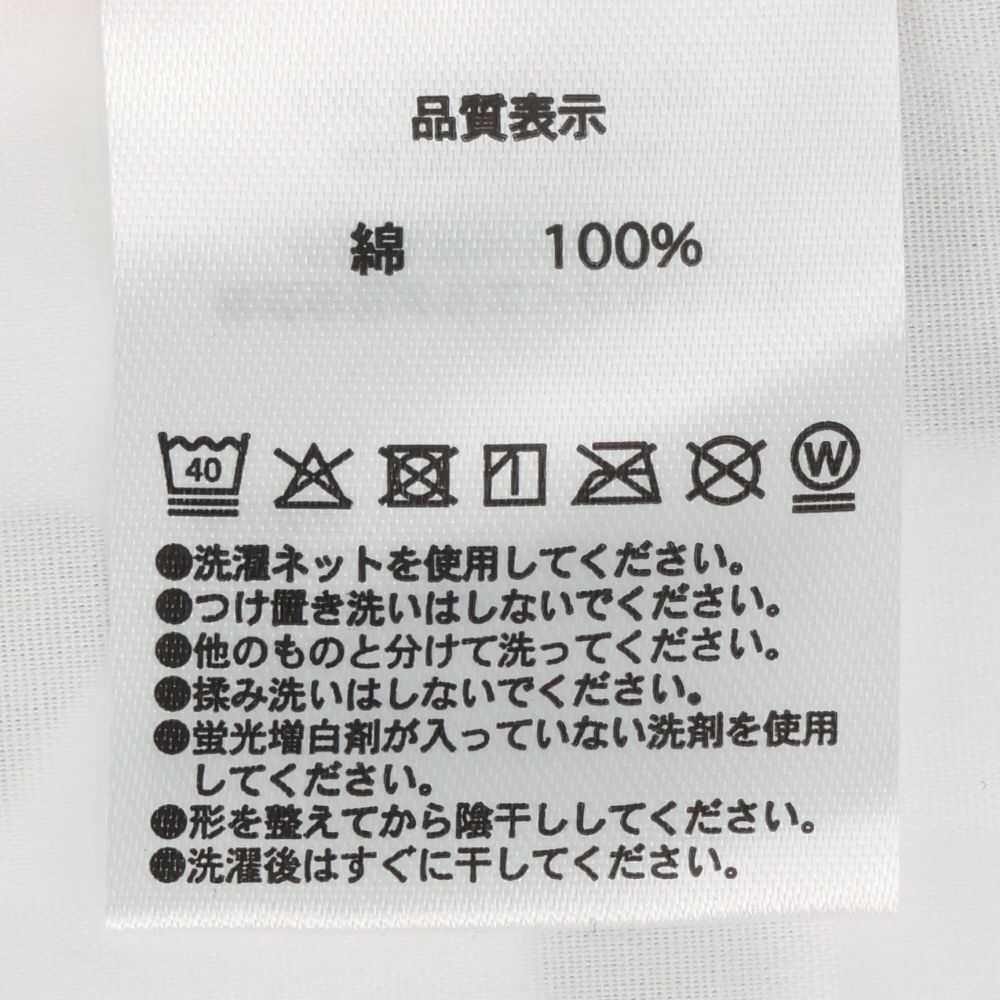 品質表示
綿 100%
40 W
●洗濯ネットを使用してください。
●つけ置き洗いはしないでください。
●他のものと分けて洗ってください。
●揉み洗いはしないでください。
●蛍光増白剤が入っていない洗剤を使用
してください。
●形を整えてから陰干ししてください。
●洗濯後はすぐに干してください。